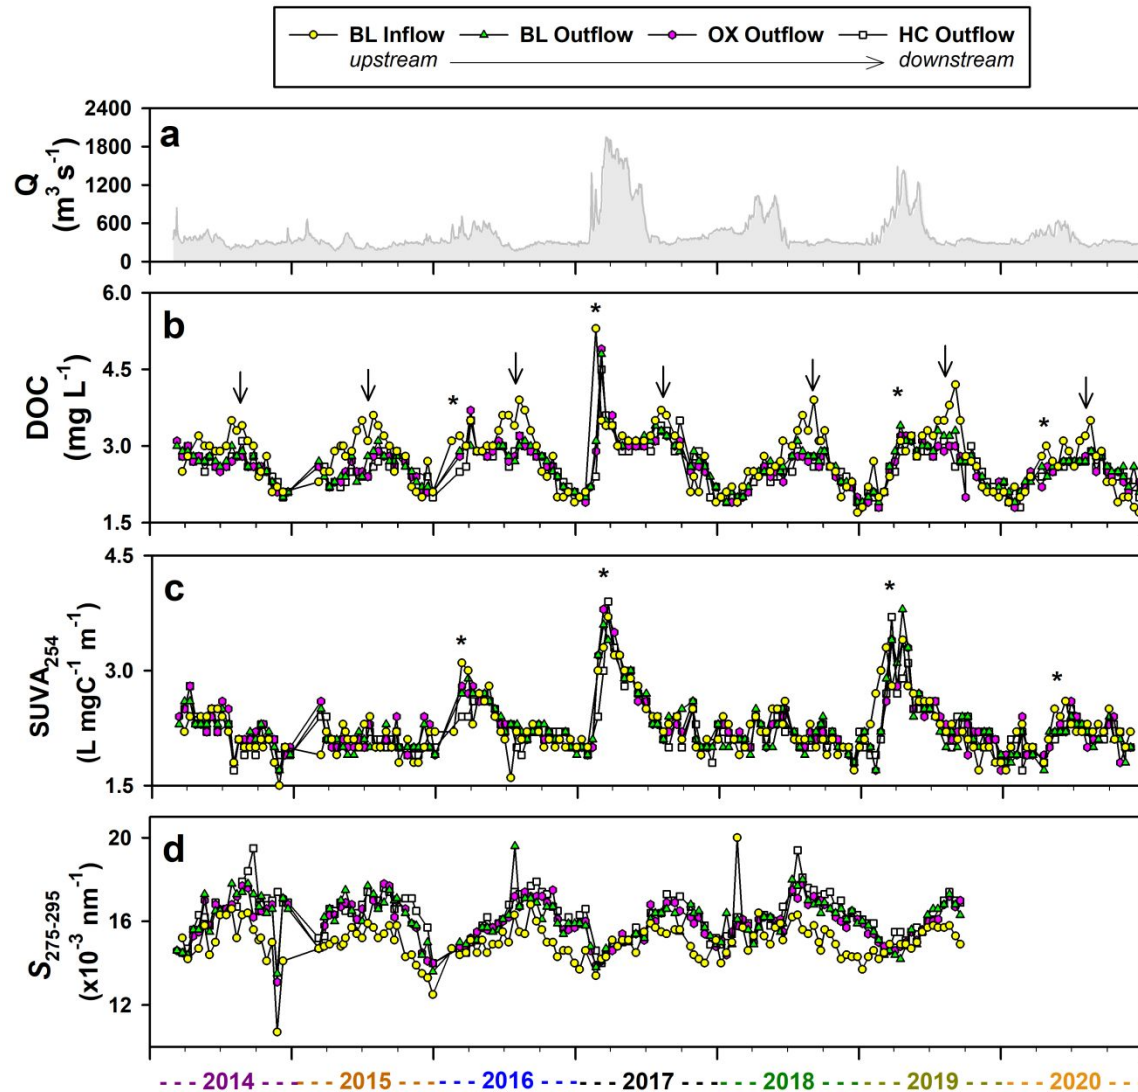 BL Inflow BL Outflow OX Outflow HC Outflow
upstream downstream
a
2400
1800
1200
600
0
Q
(m³ s⁻¹)
b
6.0
4.5
3.0
1.5
DOC
(mg L⁻¹)
*
*
*
*
c
4.5
3.0
1.5
SUVA₂₅₄
(L mgC⁻¹ m⁻¹)
*
*
*
*
d
20
16
12
S₂₇₅₋₂₉₅
(x10⁻³ nm⁻¹)
2014 2015 2016 2017 2018 2019 2020